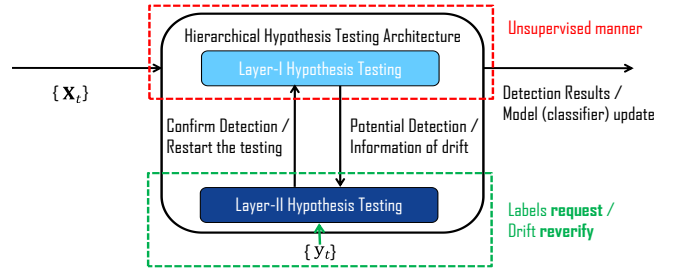 Hierarchical Hypothesis Testing Architecture
Unsupervised manner
Layer-I Hypothesis Testing
{ X_t }
Detection Results /
Model (classifier) update
Confirm Detection /
Restart the testing
Potential Detection /
Information of drift
Layer-II Hypothesis Testing
Labels request /
Drift reverify
{ y_t }